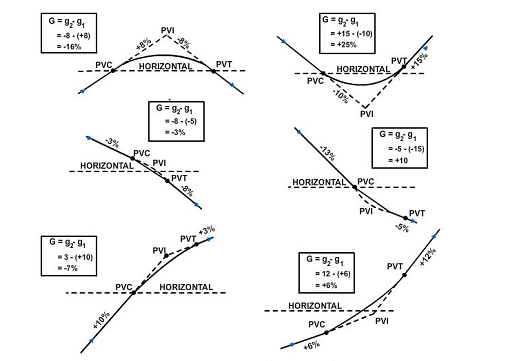 G = g2- g1
= -8 - (+8)
= -16%
PVI
+8%
-8%
PVC
HORIZONTAL
PVT
G = g2- g1
= +15 - (-10)
= +25%
HORIZONTAL
PVT
PVC
+15%
-10%
PVI
G = g2- g1
= -8 - (-5)
= -3%
-3%
PVC
PVI
HORIZONTAL
PVT
-8%
G = g2- g1
= -5 - (-15)
= +10
-13%
HORIZONTAL
PVC
PVI
PVT
-5%
G = g2- g1
= 3 - (+10)
= -7%
+3%
PVT
PVI
PVC
HORIZONTAL
+10%
G = g2- g1
= 12 - (+6)
= +6%
PVT
+12%
HORIZONTAL
PVC
PVI
+6%